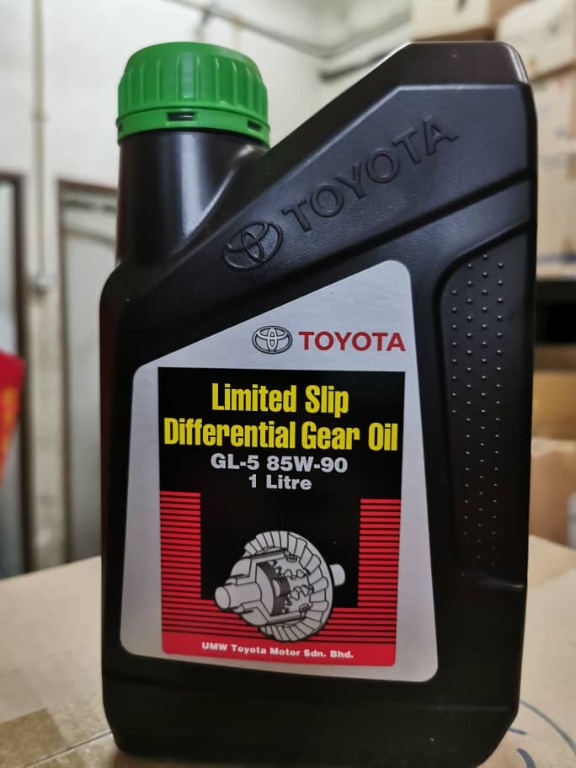 TOYOTA
TOYOTA
Limited Slip
Differential Gear Oil
GL-5 85W-90
1 Litre
UMW Toyota Motor Sdn. Bhd.